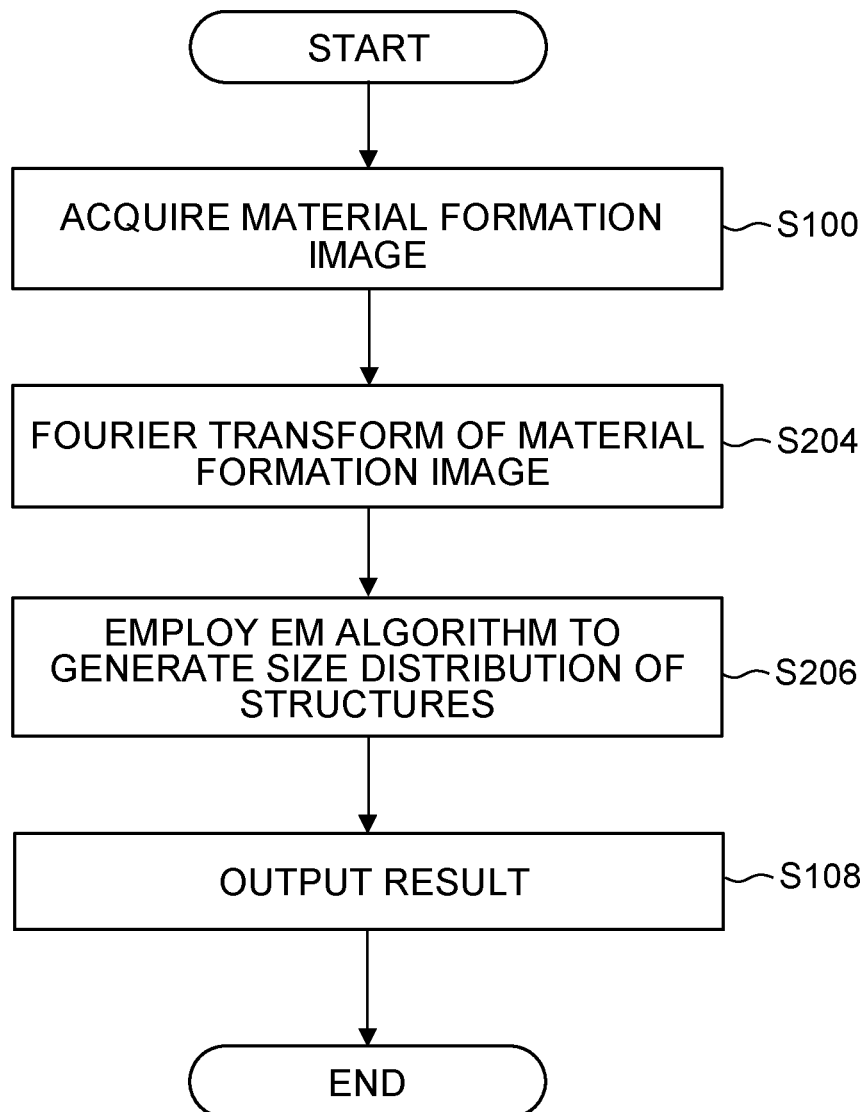 START
ACQUIRE MATERIAL FORMATION
IMAGE
S100
FOURIER TRANSFORM OF MATERIAL
FORMATION IMAGE
S204
EMPLOY EM ALGORITHM TO
GENERATE SIZE DISTRIBUTION OF
STRUCTURES
S206
OUTPUT RESULT
S108
END